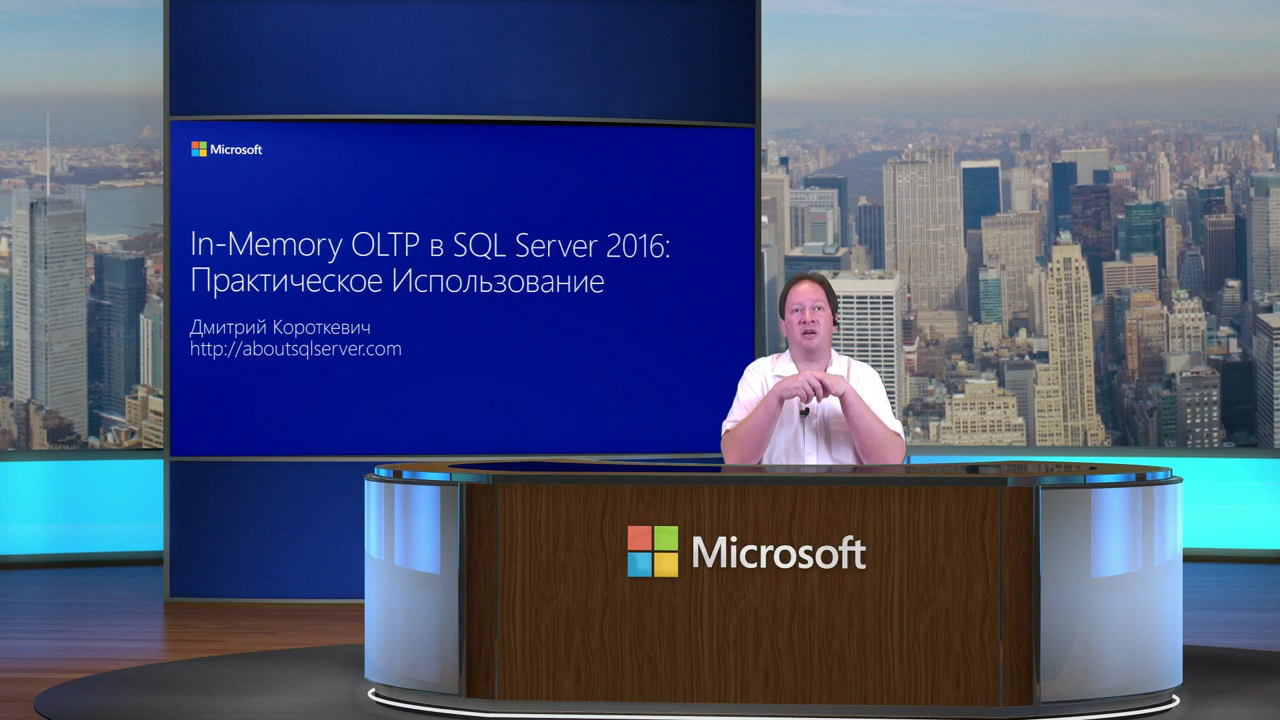 Microsoft
In-Memory OLTP в SQL Server 2016:
Практическое Использование
Дмитрий Короткевич
http://aboutsqlserver.com
Microsoft